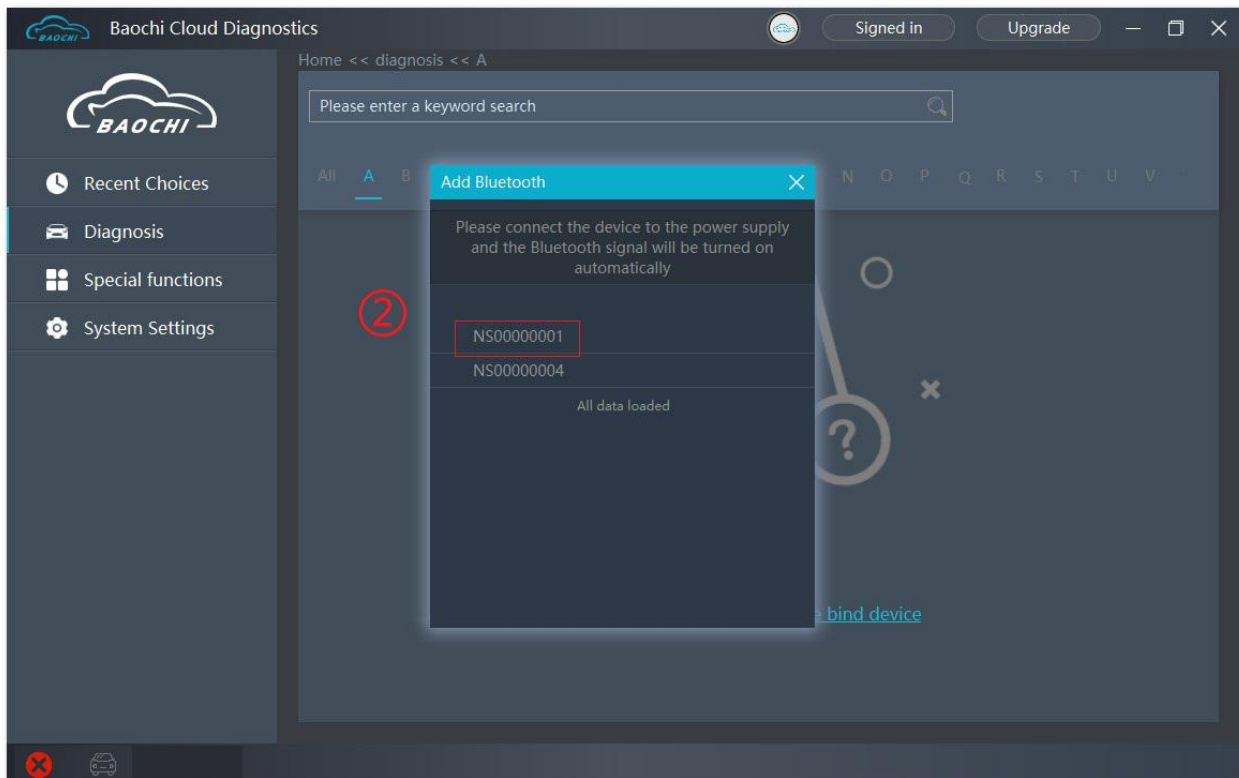 BAOCHI Baochi Cloud Diagnostics Signed in Upgrade
Home << diagnosis << A
BAOCHI
Please enter a keyword search
Recent Choices
Diagnosis
Special functions
System Settings
All A B N O P Q R S T U V
Add Bluetooth
Please connect the device to the power supply
and the Bluetooth signal will be turned on
automatically
②
NS00000001
NS00000004
All data loaded
?
bind device